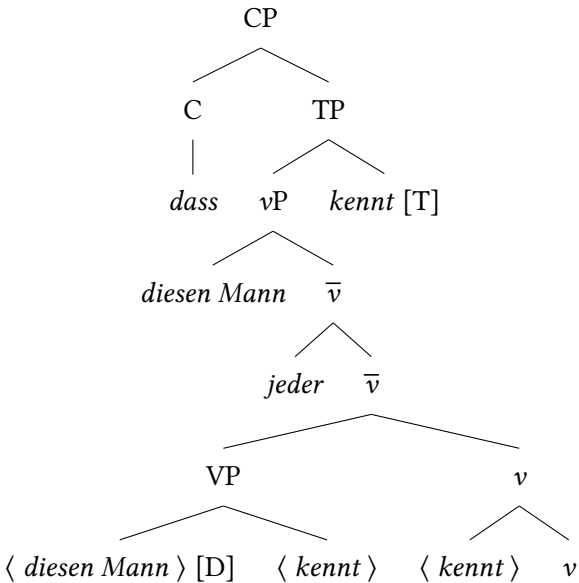 CP
C TP
dass vP kennt [T]
diesen Mann v̅
jeder v̅
VP v
⟨ diesen Mann ⟩ [D] ⟨ kennt ⟩ ⟨ kennt ⟩ v